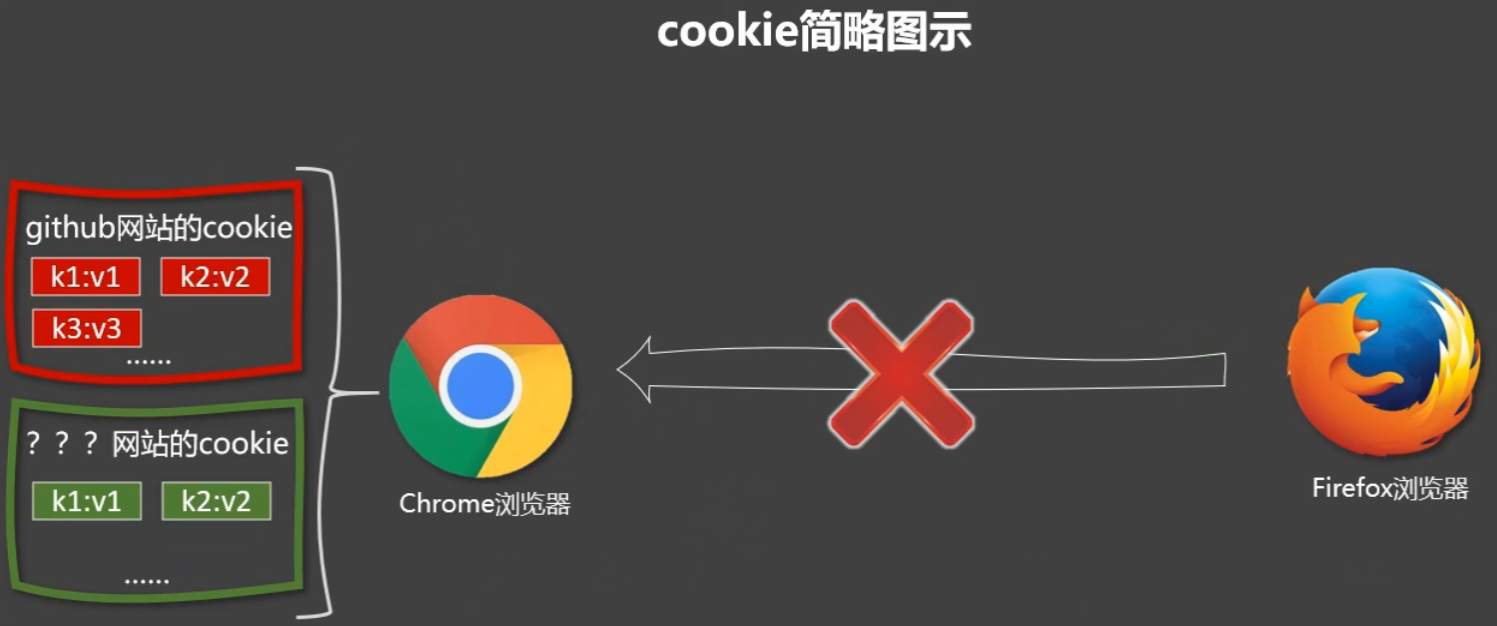 cookie简略图示
github网站的cookie
k1:v1 k2:v2
k3:v3
......
？？？网站的cookie
k1:v1 k2:v2
......
Chrome浏览器
Firefox浏览器